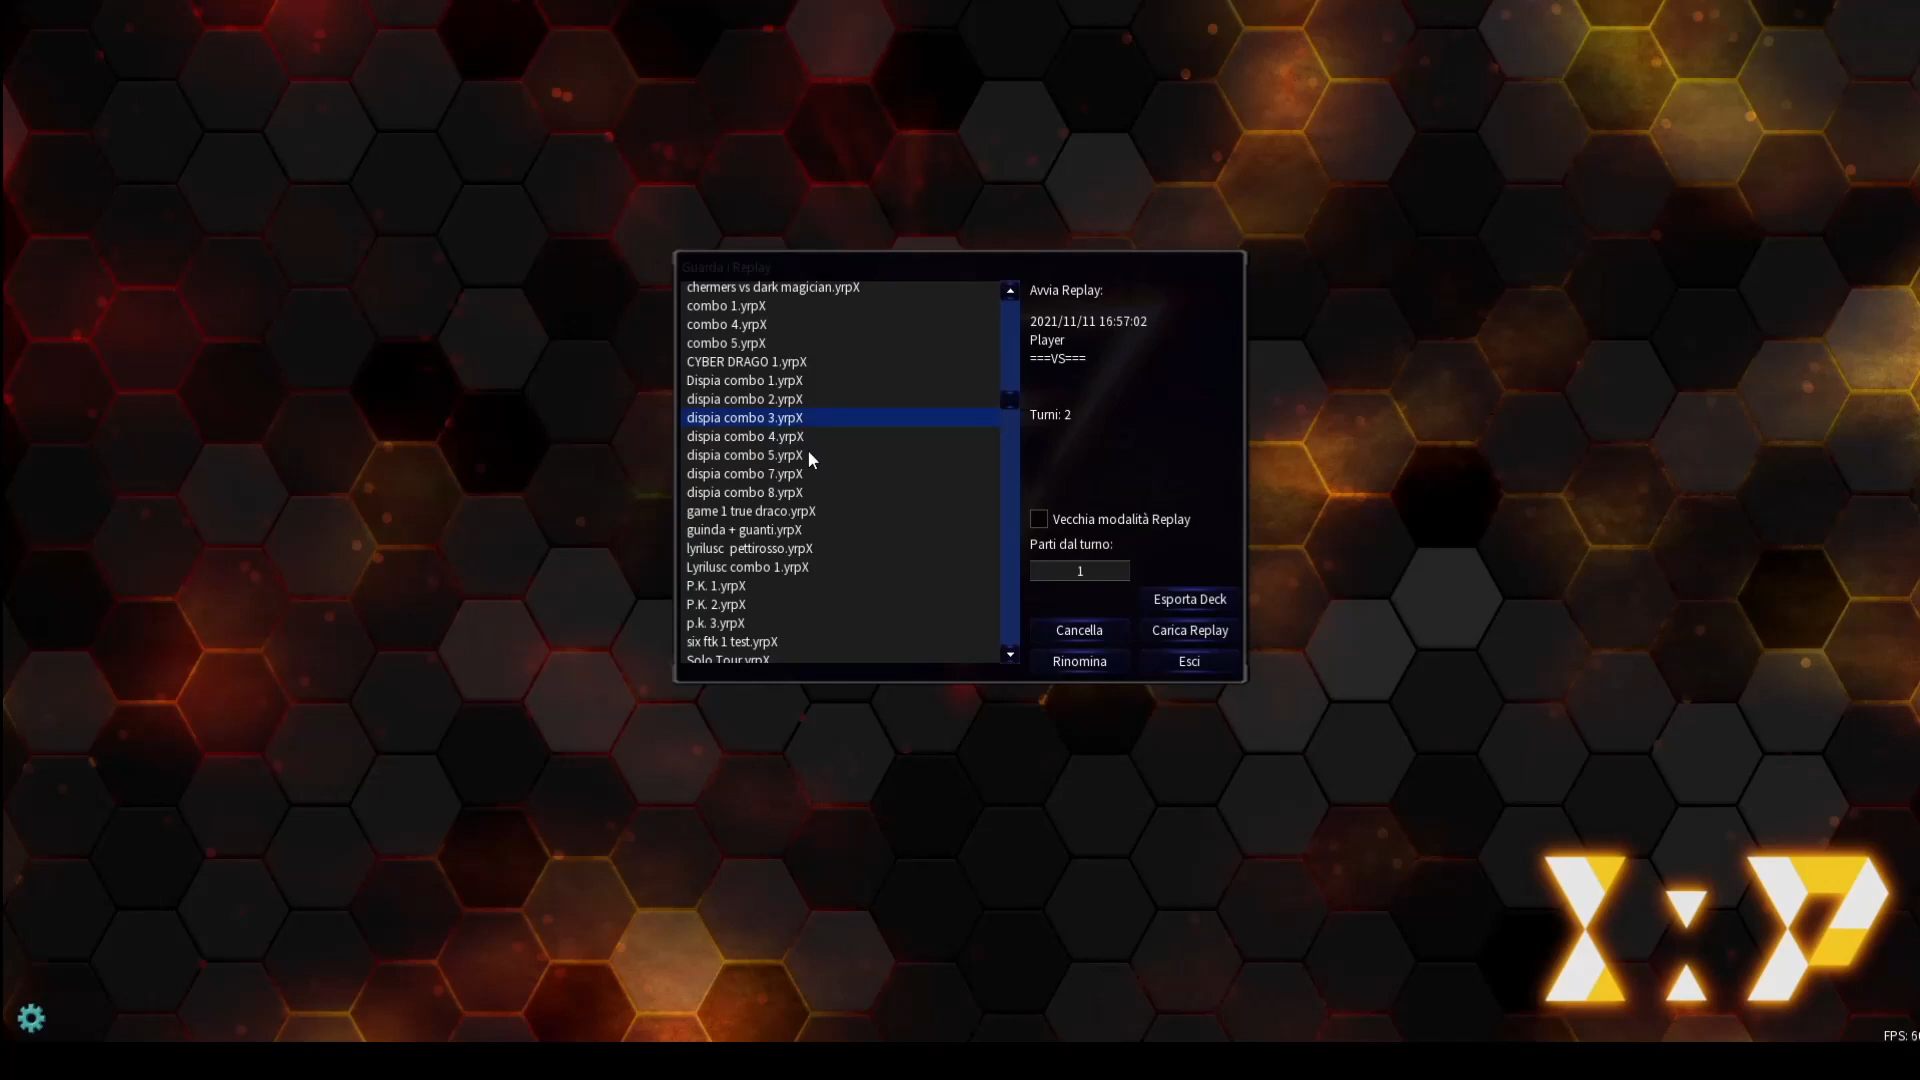 Guarda i Replay
chermers vs dark magician.yrpX
combo 1.yrpX
combo 4.yrpX
combo 5.yrpX
CYBER DRAGO 1.yrpX
Dispia combo 1.yrpX
dispia combo 2.yrpX
dispia combo 3.yrpX
dispia combo 4.yrpX
dispia combo 5.yrpX
dispia combo 7.yrpX
dispia combo 8.yrpX
game 1 true draco.yrpX
guinda + guanti.yrpX
lyrilusc  pettirosso.yrpX
Lyrilusc combo 1.yrpX
P.K. 1.yrpX
P.K. 2.yrpX
p.k. 3.yrpX
six ftk 1 test.yrpX
Solo Tour.yrpX
Avvia Replay:
2021/11/11 16:57:02
Player
===VS===
Turni: 2
Vecchia modalità Replay
Parti dal turno:
1
Esporta Deck
Cancella
Carica Replay
Rinomina
Esci
X:P
FPS: 6